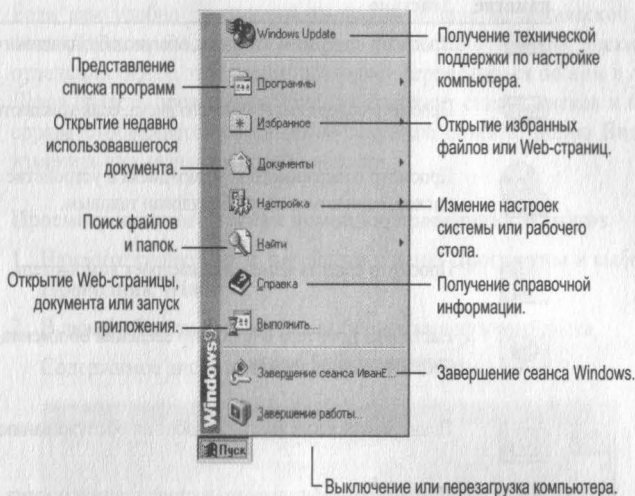 Windows Update
Получение технической
поддержки по настройке
компьютера.
Представление
списка программ
Программы
Открытие недавно
использовавшегося
документа.
Избранное
Открытие избранных
файлов или Web-страниц.
Документы
Настройка
Измение настроек
системы или рабочего
стола.
Поиск файлов
и папок.
Найти
Открытие Web-страницы,
документа или запуск
приложения.
Справка
Получение справочной
информации.
Выполнить...
Завершение сеанса ИванЕ...
Завершение сеанса Windows.
Завершение работы...
Windows9
Пуск
Выключение или перезагрузка компьютера.